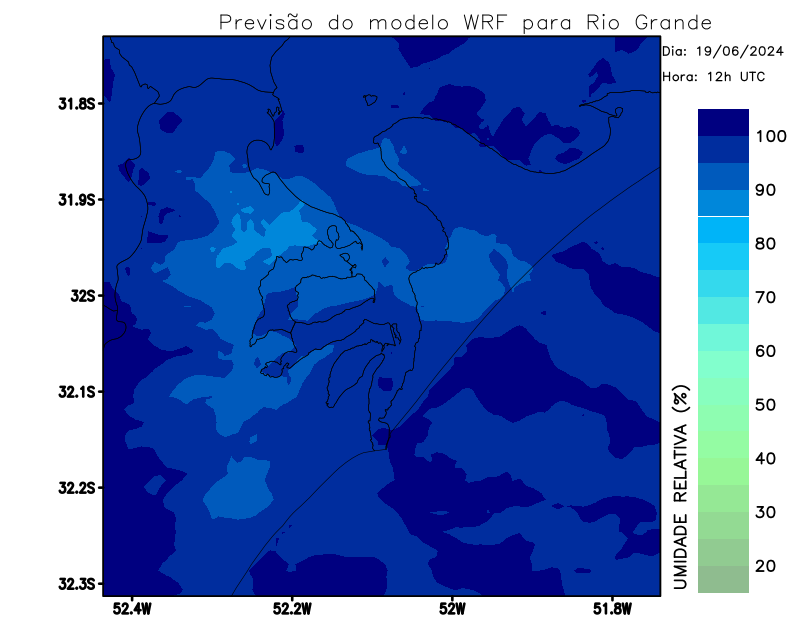 Previsão do modelo WRF para Rio Grande
Dia: 19/06/2024
Hora: 12h UTC
31.8S
31.9S
32S
32.1S
32.2S
32.3S
52.4W
52.2W
52W
51.8W
100
90
80
70
60
50
40
30
20
UMIDADE RELATIVA (%)